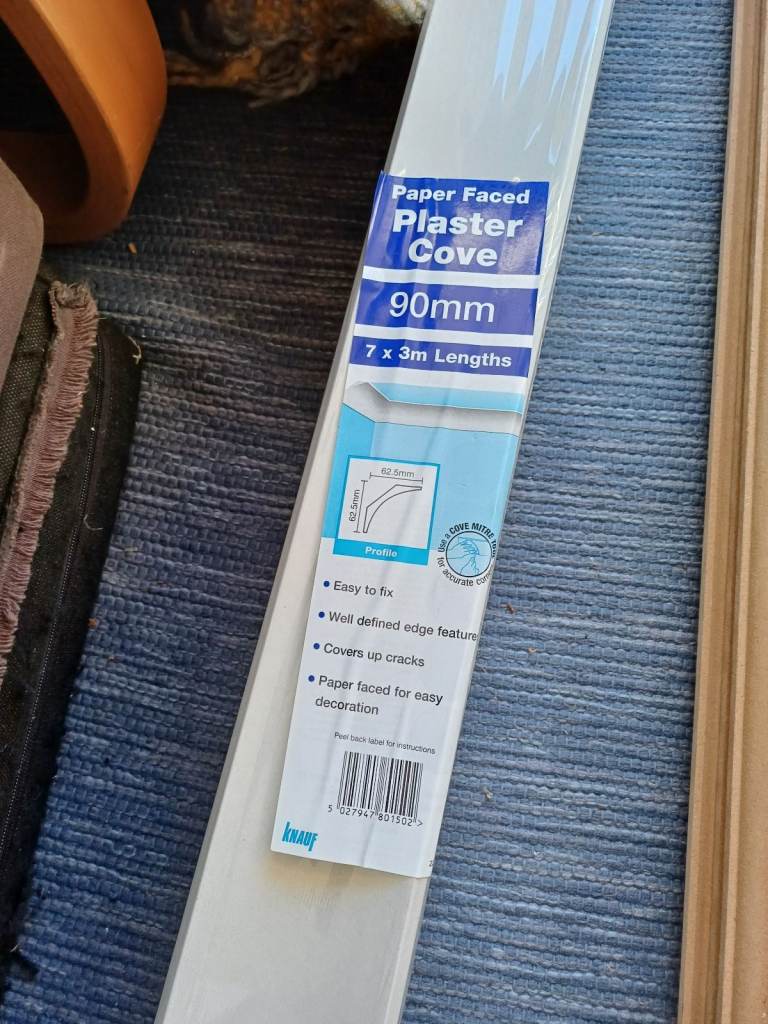 Paper Faced
Plaster
Cove
90mm
7 x 3m Lengths
62.5mm
62.5mm
Profile
Use a COVE MITRE
for accurate
• Easy to fix
• Well defined edge feature
• Covers up cracks
• Paper faced for easy
decoration
Peel back label for instructions
5 027947 801502 >
KNAUF